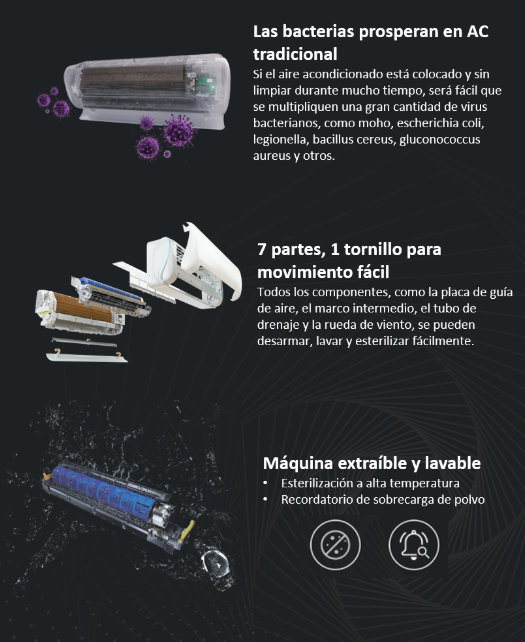 Las bacterias prosperan en AC
tradicional
Si el aire acondicionado está colocado y sin
limpiar durante mucho tiempo, será fácil que
se multipliquen una gran cantidad de virus
bacterianos, como moho, escherichia coli,
legionella, bacillus cereus, gluconococcus
aureus y otros.
7 partes, 1 tornillo para
movimiento fácil
Todos los componentes, como la placa de guía
de aire, el marco intermedio, el tubo de
drenaje y la rueda de viento, se pueden
desarmar, lavar y esterilizar fácilmente.
Máquina extraíble y lavable
• Esterilización a alta temperatura
• Recordatorio de sobrecarga de polvo